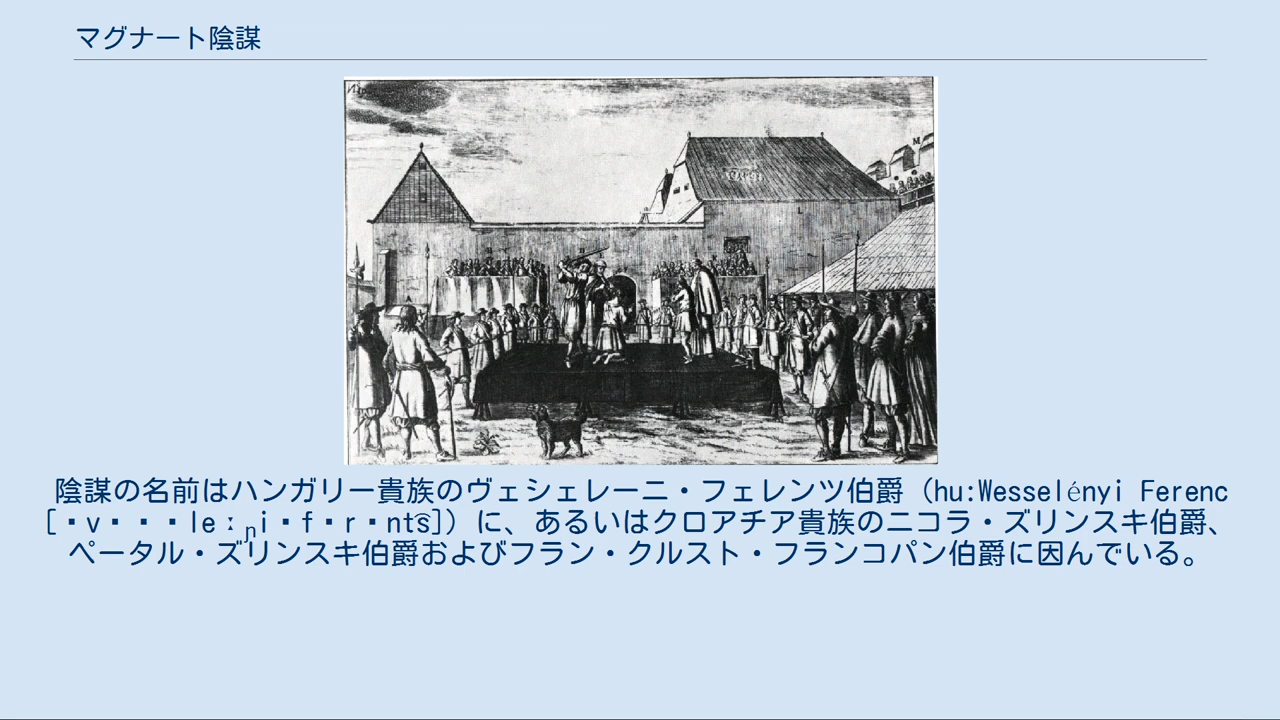 マグナート陰謀
M
陰謀の名前はハンガリー貴族のヴェシェレーニ・フェレンツ伯爵（hu:Wesselényi Ferenc
[▪v▪▪▪leːɲi▪f▪r▪nt͡s]）に、あるいはクロアチア貴族のニコラ・ズリンスキ伯爵、
ペータル・ズリンスキ伯爵およびフラン・クルスト・フランコパン伯爵に因んでいる。